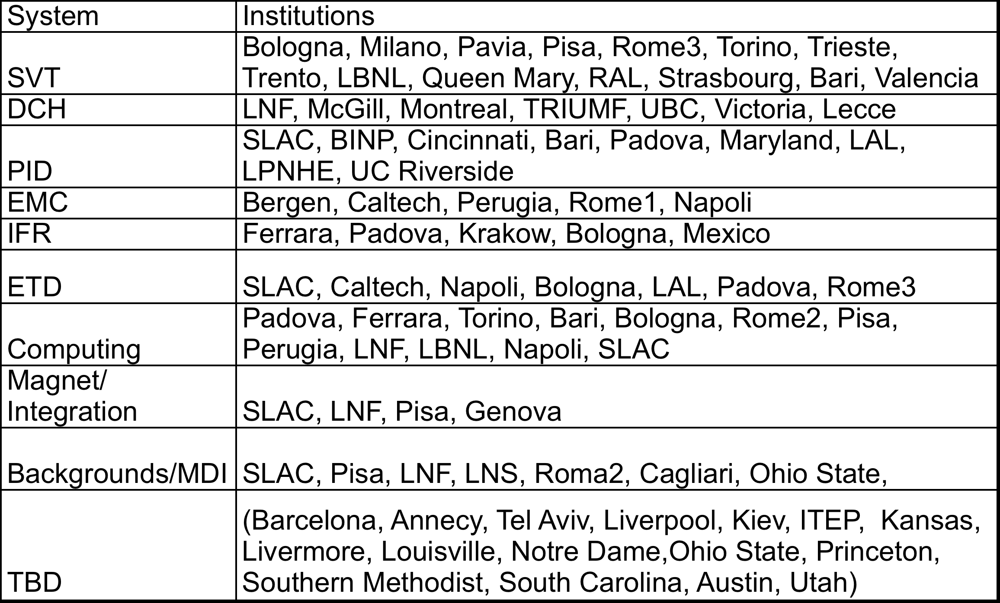 System Institutions
Bologna, Milano, Pavia, Pisa, Rome3, Torino, Trieste,
SVT Trento, LBNL, Queen Mary, RAL, Strasbourg, Bari, Valencia
DCH LNF, McGill, Montreal, TRIUMF, UBC, Victoria, Lecce
SLAC, BINP, Cincinnati, Bari, Padova, Maryland, LAL,
PID LPNHE, UC Riverside
EMC Bergen, Caltech, Perugia, Rome1, Napoli
IFR Ferrara, Padova, Krakow, Bologna, Mexico
ETD SLAC, Caltech, Napoli, Bologna, LAL, Padova, Rome3
Padova, Ferrara, Torino, Bari, Bologna, Rome2, Pisa,
Computing Perugia, LNF, LBNL, Napoli, SLAC
Magnet/
Integration SLAC, LNF, Pisa, Genova
Backgrounds/MDI SLAC, Pisa, LNF, LNS, Roma2, Cagliari, Ohio State,
(Barcelona, Annecy, Tel Aviv, Liverpool, Kiev, ITEP,  Kansas,
Livermore, Louisville, Notre Dame,Ohio State, Princeton,
TBD Southern Methodist, South Carolina, Austin, Utah)